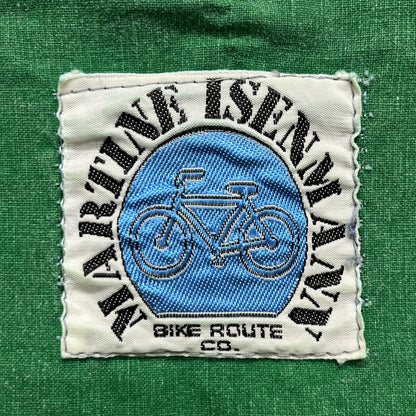 MARTINE ISENMANN
BIKE ROUTE
CO.